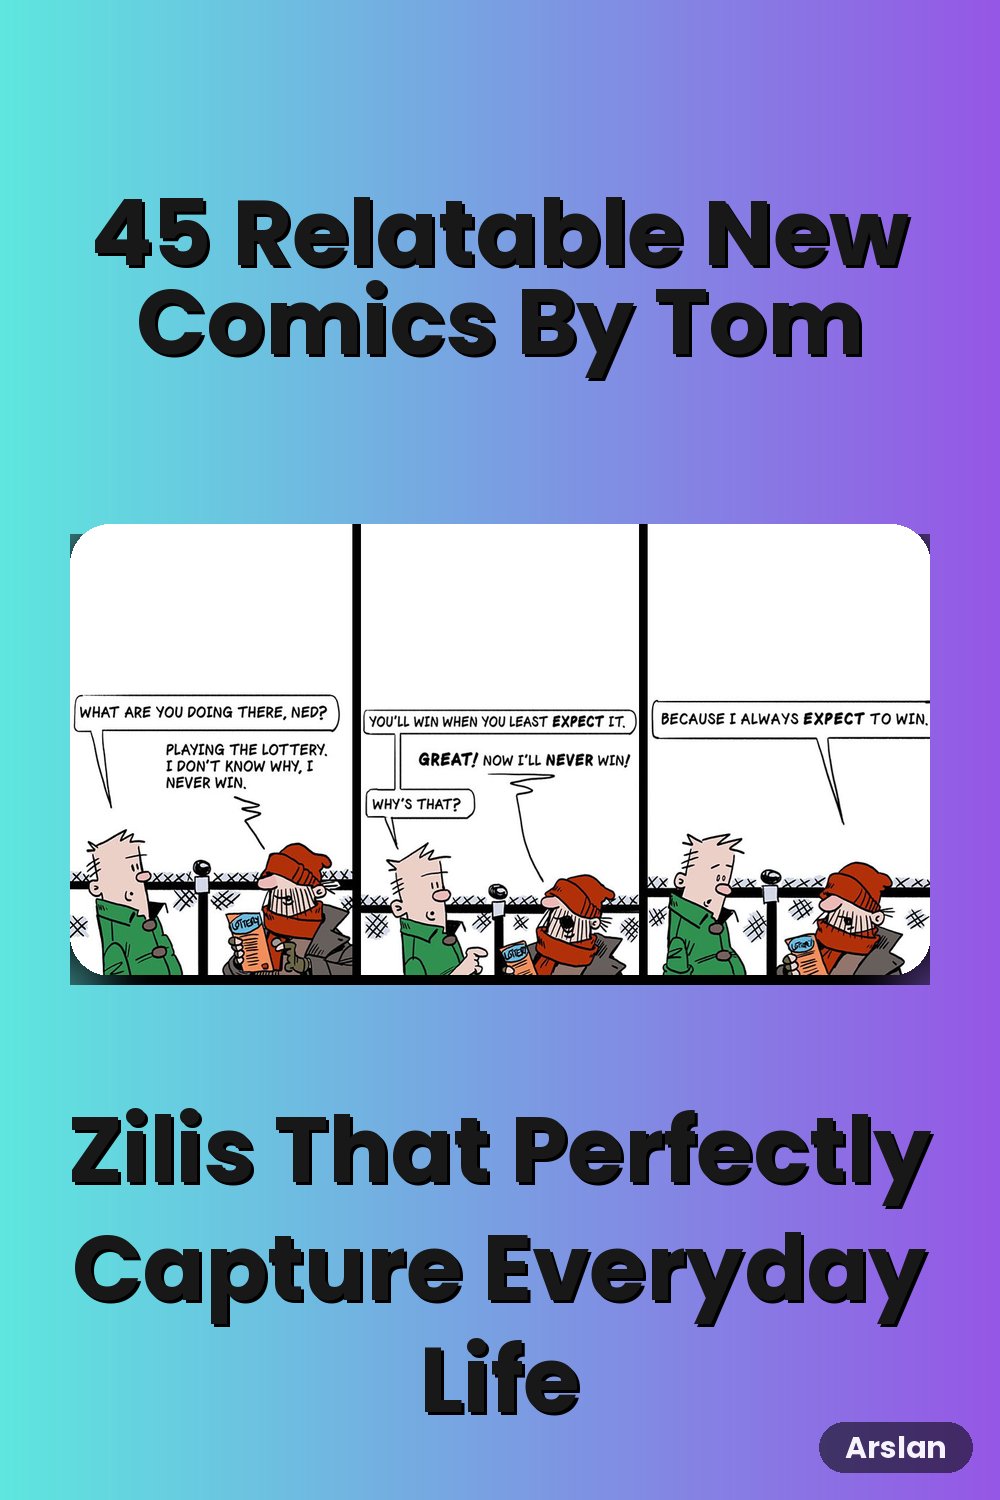 45 Relatable New
Comics By Tom
WHAT ARE YOU DOING THERE, NED?
PLAYING THE LOTTERY.
I DON'T KNOW WHY, I
NEVER WIN.
LOTTERY
YOU'LL WIN WHEN YOU LEAST EXPECT IT.
GREAT! NOW I'LL NEVER WIN!
WHY'S THAT?
LOTTERY
BECAUSE I ALWAYS EXPECT TO WIN.
LOTTERY
Zilis That Perfectly
Capture Everyday
Life
Arslan